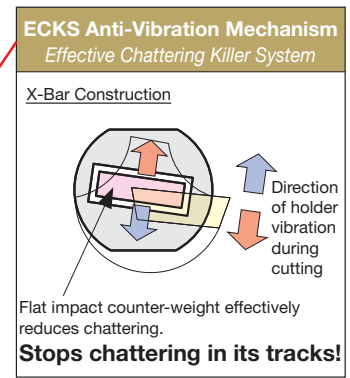 ECKS Anti-Vibration Mechanism
Effective Chattering Killer System
X-Bar Construction
Direction
of holder
vibration
during
cutting
Flat impact counter-weight effectively
reduces chattering.
Stops chattering in its tracks!